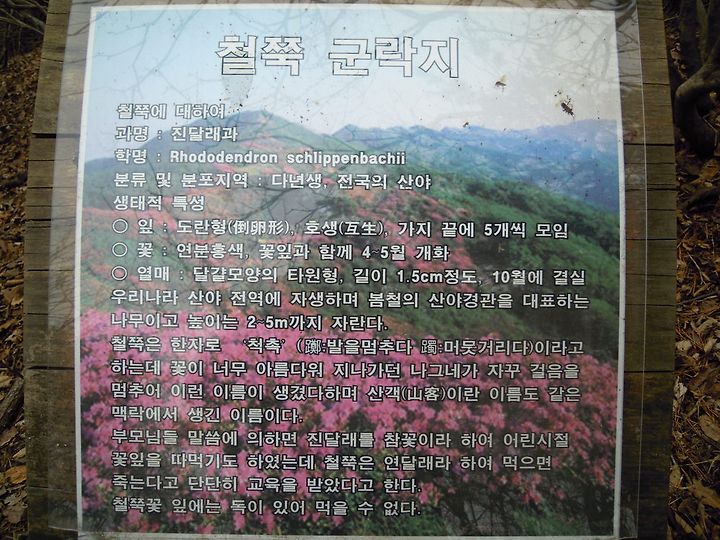 철쭉 군락지
철쭉에 대하여
과명 : 진달래과
학명 : Rhododendron schlippenbachii
분류 및 분포지역 : 다년생, 전국의 산야
생태적 특성
○ 잎 : 도란형(倒卵形), 호생(互生), 가지 끝에 5개씩 모임
○ 꽃 : 연분홍색, 꽃잎과 함께 4~5월 개화
○ 열매 : 달걀모양의 타원형, 길이 1.5cm정도, 10월에 결실
우리나라 산야 전역에 자생하며 봄철의 산야경관을 대표하는
나무이고 높이는 2~5m까지 자란다.
철쭉은 한자로 '척촉' (躑:발을멈추다 躅:머뭇거리다)이라고
하는데 꽃이 너무 아름다워 지나가던 나그네가 자꾸 걸음을
멈추어 이런 이름이 생겼다하며 산객(山客)이란 이름도 같은
맥락에서 생긴 이름이다.
부모님들 말씀에 의하면 진달래를 참꽃이라 하여 어린시절
꽃잎을 따먹기도 하였는데 철쭉은 연달래라 하여 먹으면
죽는다고 단단히 교육을 받았다고 한다.
철쭉꽃 잎에는 독이 있어 먹을 수 없다.